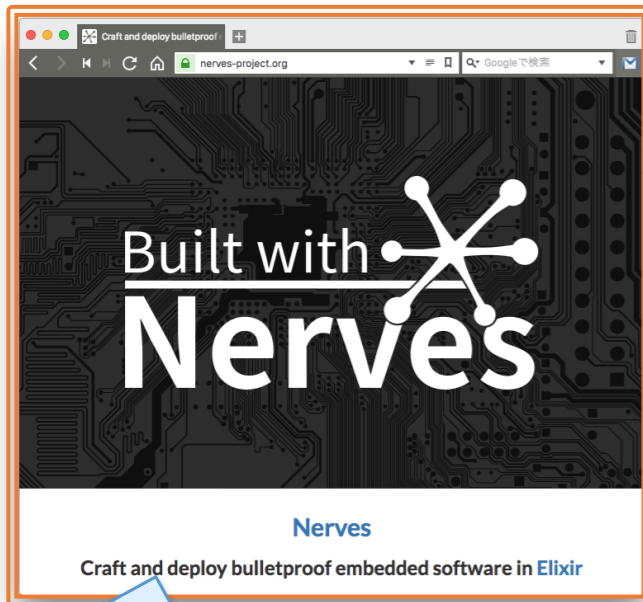 Craft and deploy bulletproof
nerves-project.org
Googleで検索
Built with
Nerves
Nerves
Craft and deploy bulletproof embedded software in Elixir